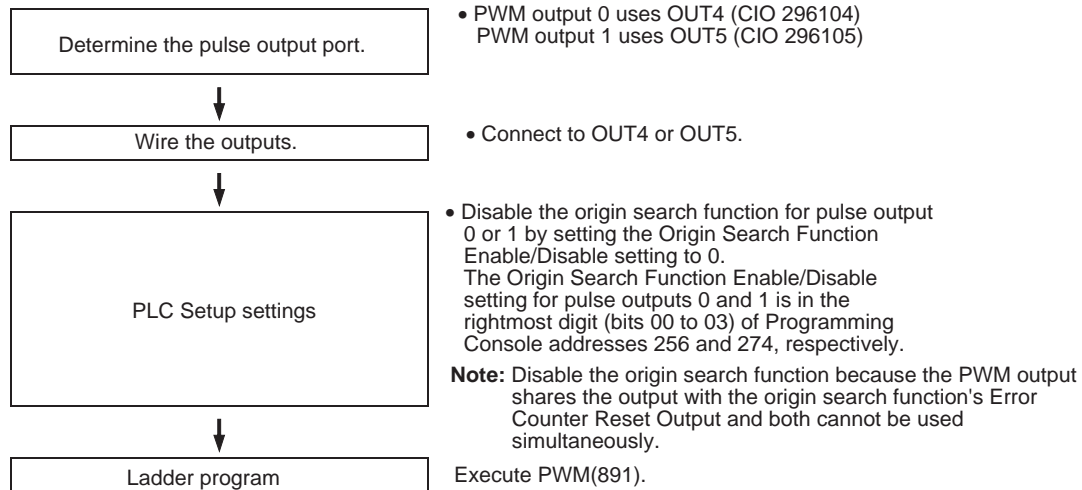 Determine the pulse output port.
• PWM output 0 uses OUT4 (CIO 296104)
PWM output 1 uses OUT5 (CIO 296105)
Wire the outputs.
• Connect to OUT4 or OUT5.
PLC Setup settings
• Disable the origin search function for pulse output
0 or 1 by setting the Origin Search Function
Enable/Disable setting to 0.
The Origin Search Function Enable/Disable
setting for pulse outputs 0 and 1 is in the
rightmost digit (bits 00 to 03) of Programming
Console addresses 256 and 274, respectively.
Note: Disable the origin search function because the PWM output
shares the output with the origin search function's Error
Counter Reset Output and both cannot be used
simultaneously.
Ladder program
Execute PWM(891).